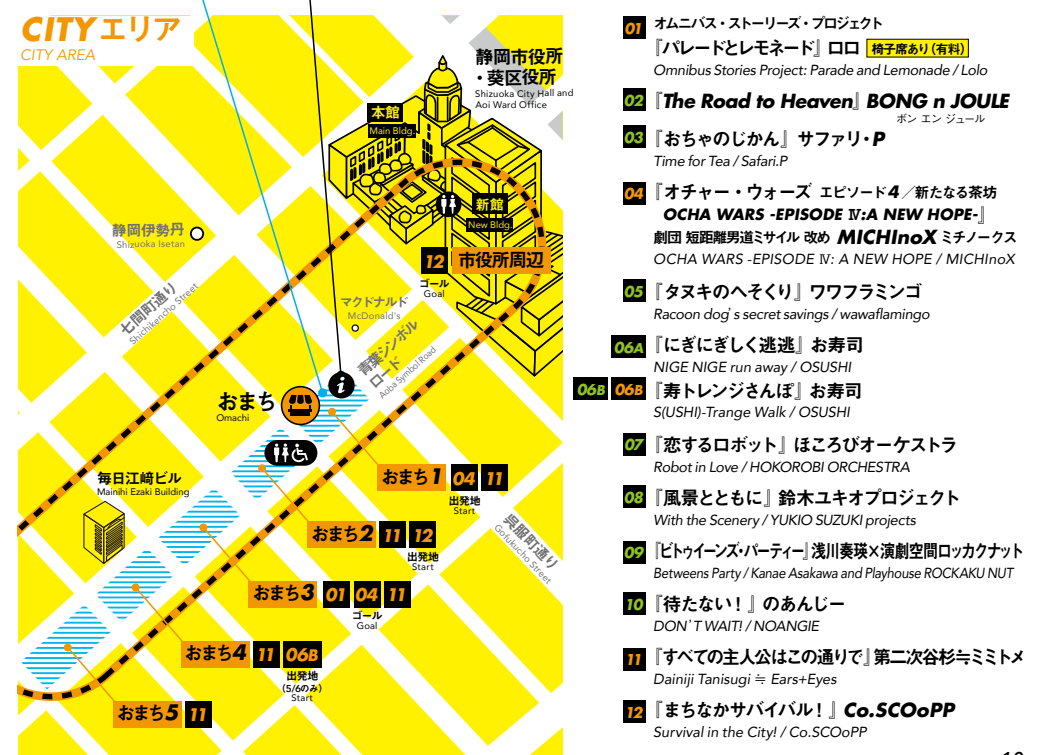 CITYエリア
CITY AREA
静岡市役所
・葵区役所
Shizuoka City Hall and
Aoi Ward Office
本館
Main Bldg.
新館
New Bldg.
12 市役所周辺
ゴール
Goal
静岡伊勢丹
Shizuoka Isetan
七間町通り
Shichikencho Street
マクドナルド
McDonald's
青葉シンボル
ロード
Aoba Symbol Road
i
おまち
Omachi
毎日江﨑ビル
Mainihi Ezaki Building
呉服町通り
Gofukucho Street
おまち1 04 11
出発地
Start
おまち2 11 12
出発地
Start
おまち3 01 04 11
ゴール
Goal
おまち4 11 06B
出発地
(5/6のみ)
Start
おまち5 11
01 オムニバス・ストーリーズ・プロジェクト
『パレードとレモネード』ロロ 椅子席あり(有料)
Omnibus Stories Project: Parade and Lemonade / Lolo
02 『The Road to Heaven』 BONG n JOULE
ボン エン ジュール
03 『おちゃのじかん』 サファリ・P
Time for Tea / Safari.P
04 『オチャー・ウォーズ エピソード4／新たなる茶坊
OCHA WARS -EPISODE Ⅳ:A NEW HOPE-』
劇団 短距離男道ミサイル 改め MICHInoX ミチノークス
OCHA WARS -EPISODE Ⅳ: A NEW HOPE / MICHInoX
05 『タヌキのへそくり』 ワワフラミンゴ
Racoon dog's secret savings / wawaflamingo
06A 『にぎにぎしく逃逃』 お寿司
NIGE NIGE run away / OSUSHI
06B 06B 『寿トレンジさんぽ』 お寿司
S(USHI)-Trange Walk / OSUSHI
07 『恋するロボット』 ほころびオーケストラ
Robot in Love / HOKOROBI ORCHESTRA
08 『風景とともに』 鈴木ユキオプロジェクト
With the Scenery / YUKIO SUZUKI projects
09 『ビトゥイーンズ・パーティー』浅川奏瑛×演劇空間ロッカクナット
Betweens Party / Kanae Asakawa and Playhouse ROCKAKU NUT
10 『待たない！』 のあんじー
DON'T WAIT! / NOANGIE
11 『すべての主人公はこの通りで』第二次谷杉≒ミミトメ
Dainiji Tanisugi ≒ Ears+Eyes
12 『まちなかサバイバル！』 Co.SCOoPP
Survival in the City! / Co.SCOoPP